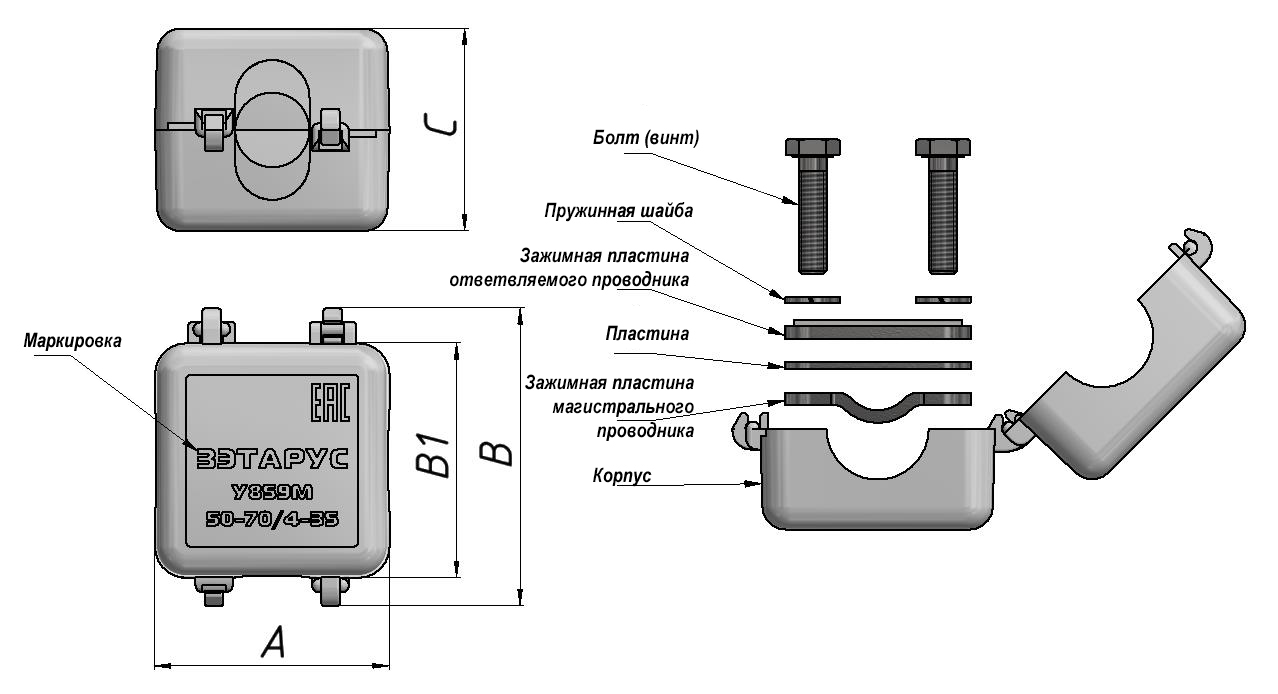 C
Маркировка
EAC
ВЭТАРУС
У859М
50-70/4-35
B1
B
A
Болт (винт)
Пружинная шайба
Зажимная пластина
ответвляемого проводника
Пластина
Зажимная пластина
магистрального
проводника
Корпус